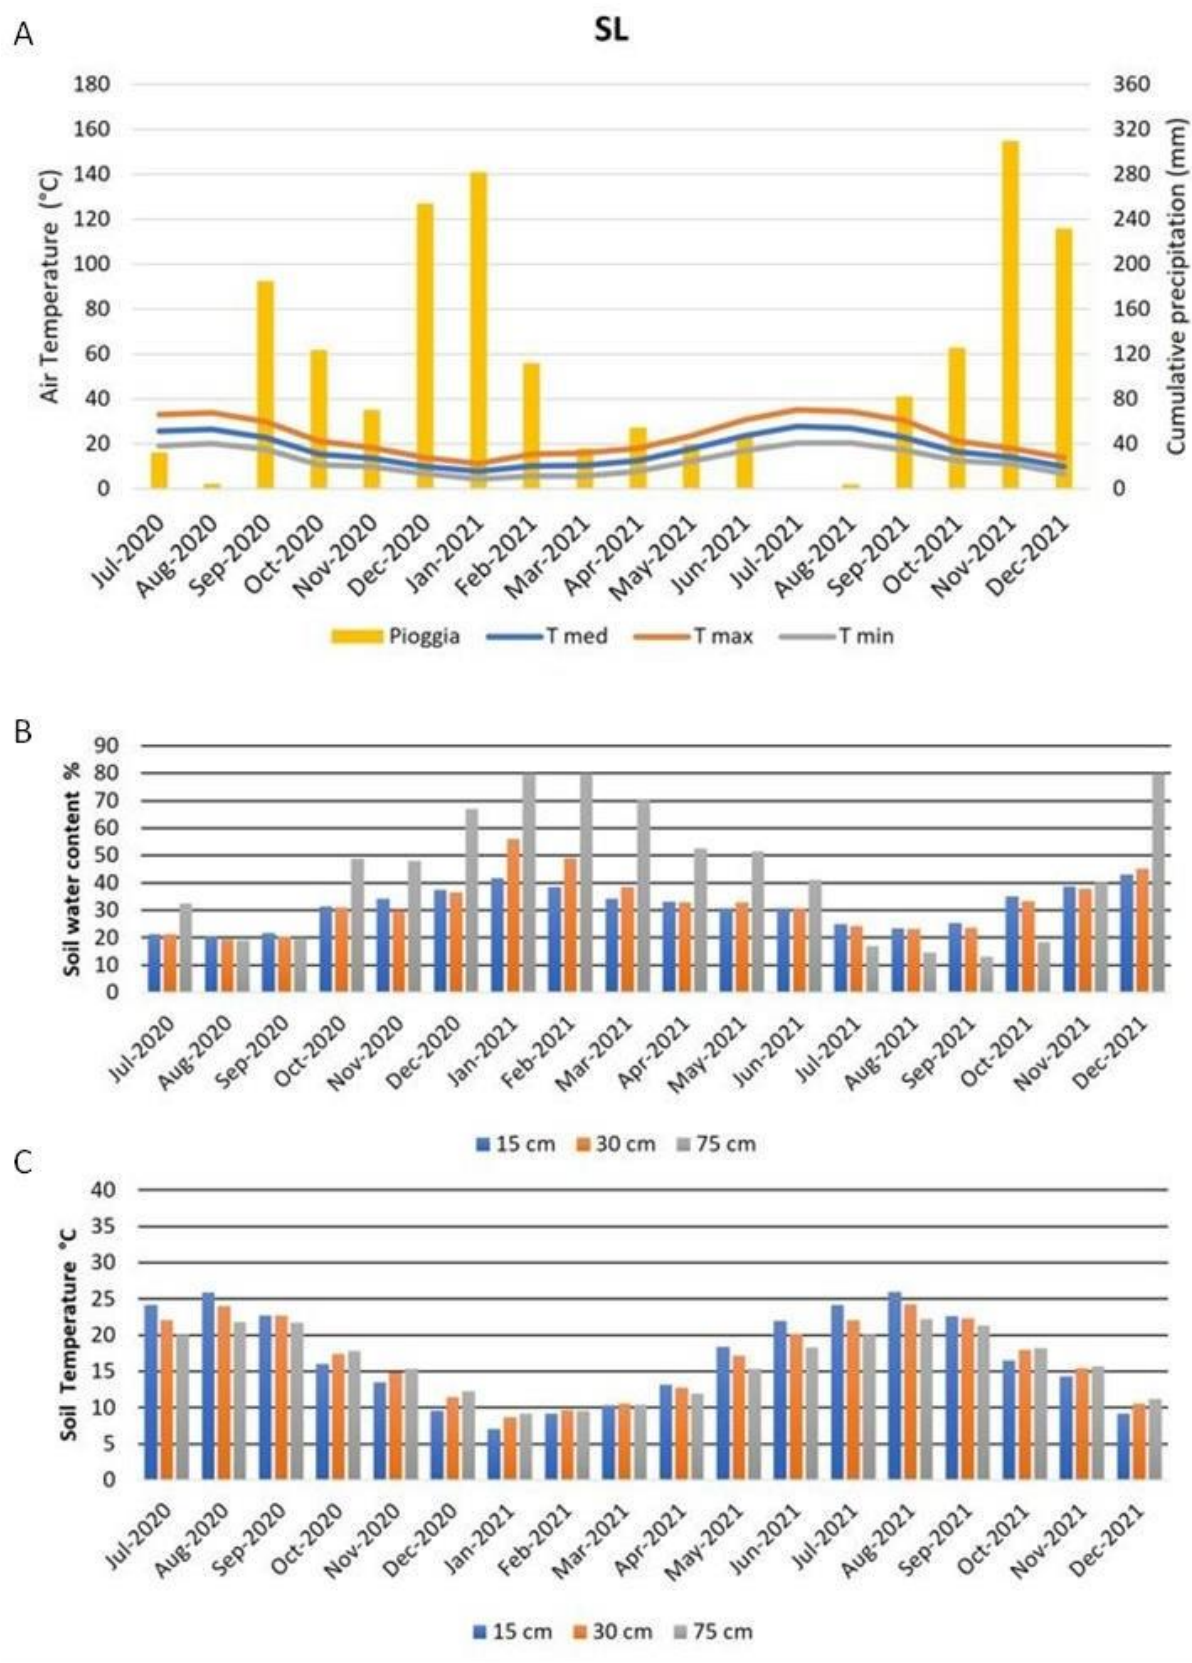 A
SL
Air Temperature (°C)
180
160
140
120
100
80
60
40
20
0
360
320
280
240
200
160
120
80
40
0
Cumulative precipitation (mm)
Jul-2020
Aug-2020
Sep-2020
Oct-2020
Nov-2020
Dec-2020
Jan-2021
Feb-2021
Mar-2021
Apr-2021
May-2021
Jun-2021
Jul-2021
Aug-2021
Sep-2021
Oct-2021
Nov-2021
Dec-2021
Pioggia T med T max T min
B
Soil water content %
90
80
70
60
50
40
30
20
10
0
Jul-2020
Aug-2020
Sep-2020
Oct-2020
Nov-2020
Dec-2020
Jan-2021
Feb-2021
Mar-2021
Apr-2021
May-2021
Jun-2021
Jul-2021
Aug-2021
Sep-2021
Oct-2021
Nov-2021
Dec-2021
15 cm 30 cm 75 cm
C
Soil Temperature °C
40
35
30
25
20
15
10
5
0
Jul-2020
Aug-2020
Sep-2020
Oct-2020
Nov-2020
Dec-2020
Jan-2021
Feb-2021
Mar-2021
Apr-2021
May-2021
Jun-2021
Jul-2021
Aug-2021
Sep-2021
Oct-2021
Nov-2021
Dec-2021
15 cm 30 cm 75 cm